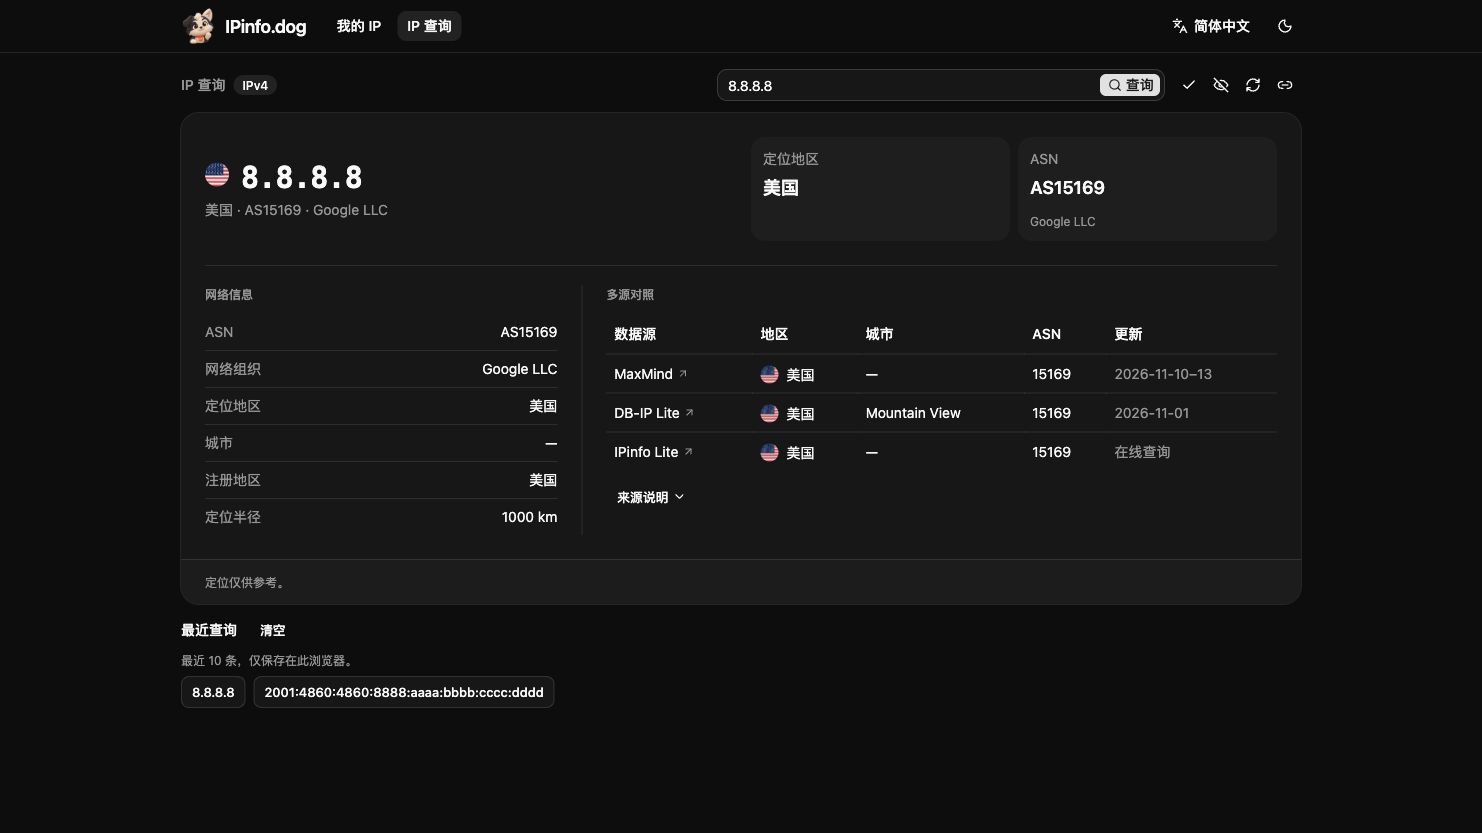 IPinfo.dog 我的 IP IP 查询 简体中文
IP 查询 IPv4 8.8.8.8 查询
8.8.8.8
美国 · AS15169 · Google LLC
定位地区
美国
ASN
AS15169
Google LLC
网络信息
ASN AS15169
网络组织 Google LLC
定位地区 美国
城市 —
注册地区 美国
定位半径 1000 km
多源对照
数据源 地区 城市 ASN 更新
MaxMind 美国 — 15169 2026-11-10–13
DB-IP Lite 美国 Mountain View 15169 2026-11-01
IPinfo Lite 美国 — 15169 在线查询
来源说明
定位仅供参考。
最近查询 清空
最近 10 条，仅保存在此浏览器。
8.8.8.8 2001:4860:4860:8888:aaaa:bbbb:cccc:dddd